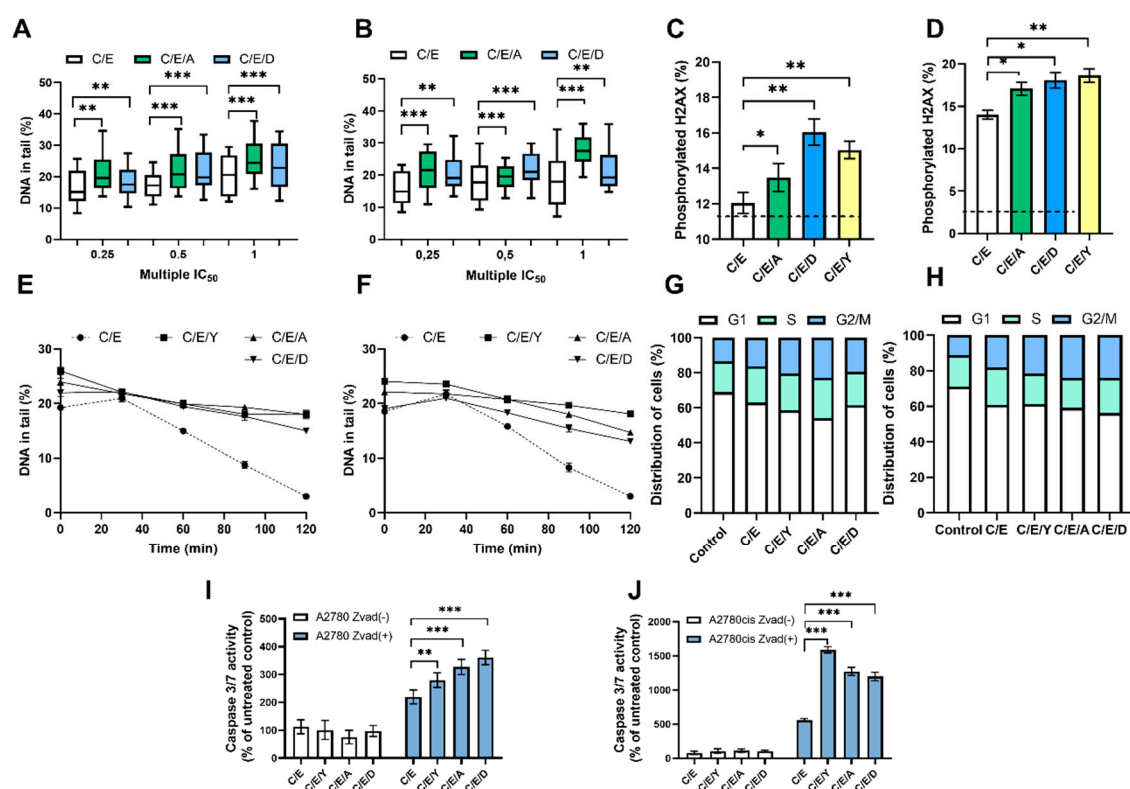 A
C/E C/E/A C/E/D
DNA in tail (%)
50
40
30
20
10
0
** ** *** *** *** ***
0.25 0.5 1
Multiple IC50
B
C/E C/E/A C/E/D
DNA in tail (%)
50
40
30
20
10
0
** *** *** *** ** ***
0,25 0,5 1
Multiple IC50
C
Phosphorylated H2AX (%)
18
16
14
12
10
**
**
*
C/E C/E/A C/E/D C/E/Y
D
Phosphorylated H2AX (%)
20
15
10
5
0
**
*
*
C/E C/E/A C/E/D C/E/Y
E
C/E C/E/Y C/E/A
C/E/D
DNA in tail (%)
30
20
10
0
0 20 40 60 80 100 120
Time (min)
F
C/E C/E/Y C/E/A
C/E/D
DNA in tail (%)
30
20
10
0
0 20 40 60 80 100 120
Time (min)
G
G1 S G2/M
Distribution of cells (%)
100
80
60
40
20
0
Control C/E C/E/Y C/E/A C/E/D
H
G1 S G2/M
Distribution of cells (%)
100
80
60
40
20
0
Control C/E C/E/Y C/E/A C/E/D
I
A2780 Zvad(-)
A2780 Zvad(+)
Caspase 3/7 activity
(% of untreated control)
500
400
300
200
100
0
***
***
**
C/E C/E/Y C/E/A C/E/D C/E C/E/Y C/E/A C/E/D
J
A2780cis Zvad(-)
A2780cis Zvad(+)
Caspase 3/7 activity
(% of untreated control)
2000
1500
1000
500
0
***
***
***
C/E C/E/Y C/E/A C/E/D C/E C/E/Y C/E/A C/E/D